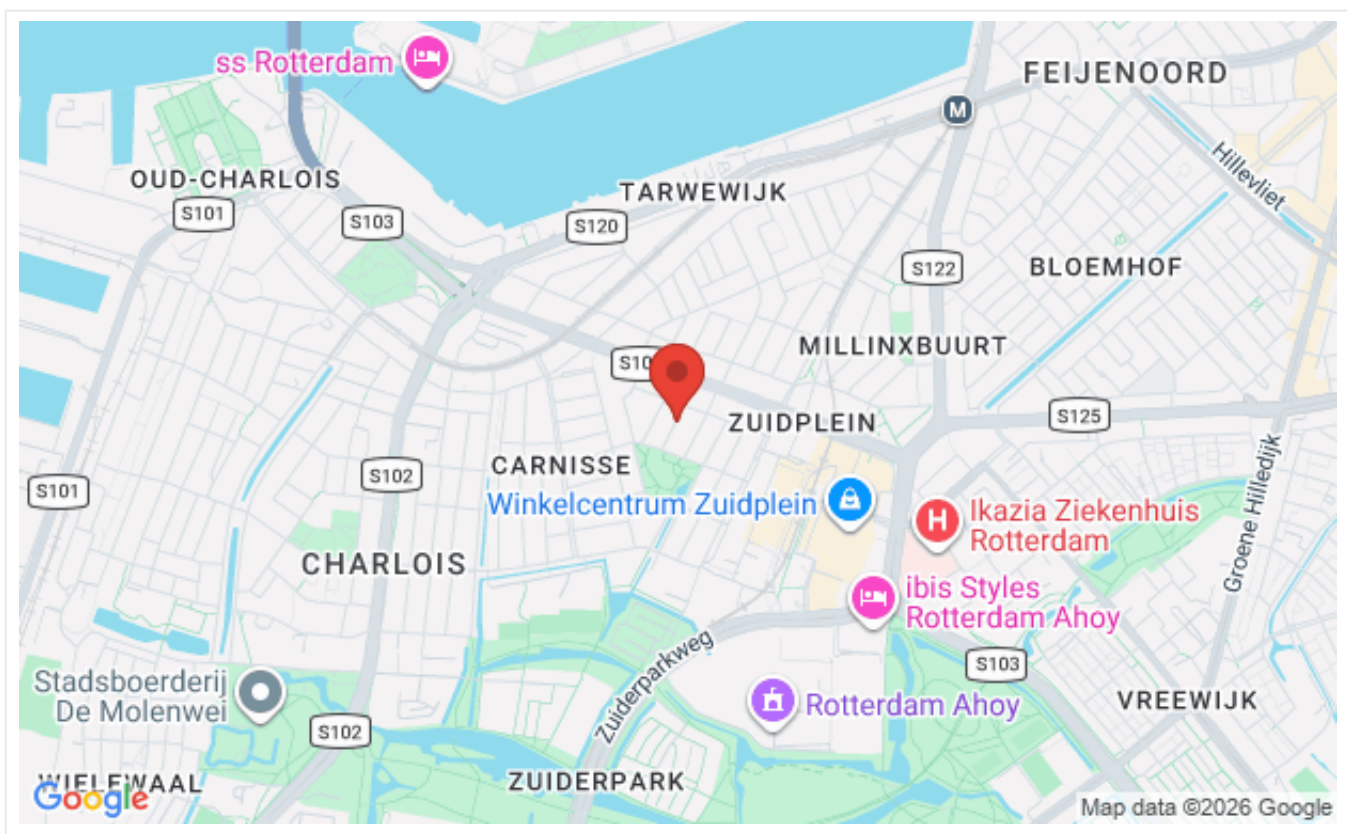 ss Rotterdam
FEIJENOORD
M
Hillevliet
OUD-CHARLOIS
TARWEWIJK
S101
S103
S120
S122
BLOEMHOF
MILLINXBUURT
S10
ZUIDPLEIN
S125
CARNISSE
S102
S101
Winkelcentrum Zuidplein
H
Ikazia Ziekenhuis
Rotterdam
Groene Hilledijk
CHARLOIS
ibis Styles
Rotterdam Ahoy
Zuiderparkweg
S103
Stadsboerderij
De Molenwei
Rotterdam Ahoy
VREEWIJK
S102
WIELEWAAL
ZUIDERPARK
Google
Map data ©2026 Google